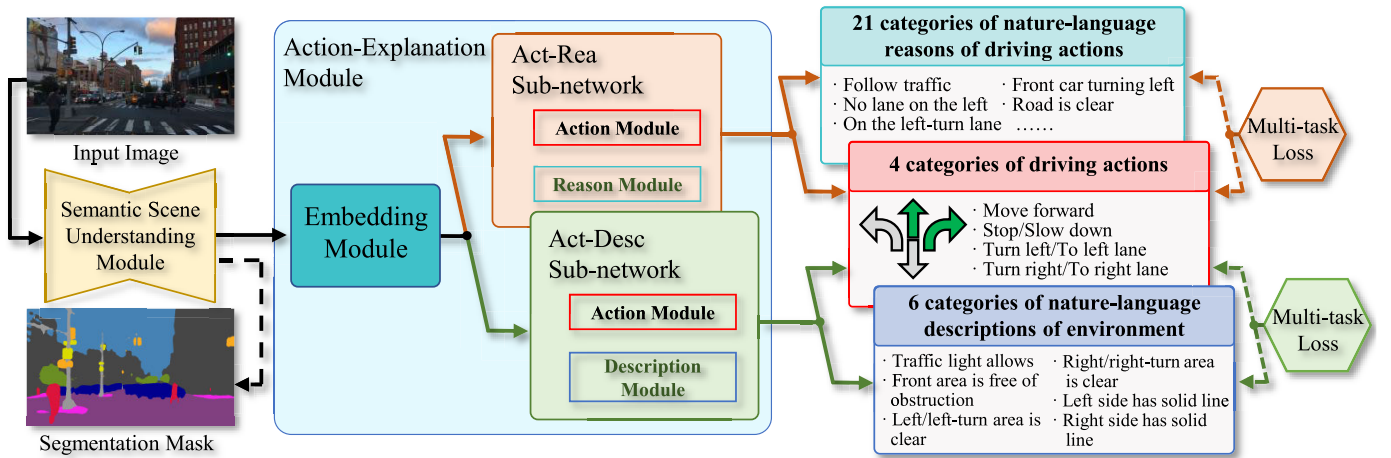 Input Image
Semantic Scene
Understanding
Module
Segmentation Mask
Action-Explanation
Module
Embedding
Module
Act-Rea
Sub-network
Action Module
Reason Module
Act-Desc
Sub-network
Action Module
Description
Module
21 categories of nature-language
reasons of driving actions
· Follow traffic
· No lane on the left
· On the left-turn lane
· Front car turning left
· Road is clear
……
4 categories of driving actions
· Move forward
· Stop/Slow down
· Turn left/To left lane
· Turn right/To right lane
6 categories of nature-language
descriptions of environment
· Traffic light allows
· Front area is free of
obstruction
· Left/left-turn area is
clear
· Right/right-turn area
is clear
· Left side has solid line
· Right side has solid
line
Multi-task
Loss
Multi-task
Loss